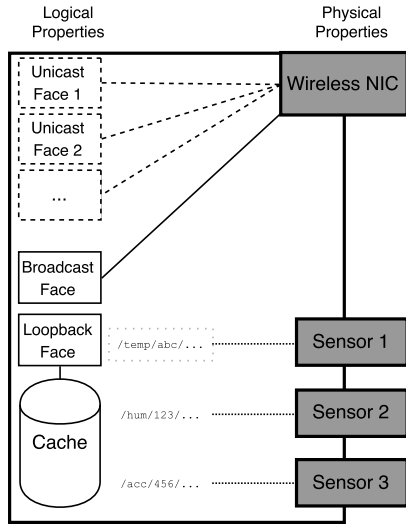 Logical
Properties
Physical
Properties
Unicast
Face 1
Wireless NIC
Unicast
Face 2
...
Broadcast
Face
Loopback
Face
/temp/abc/...
Sensor 1
Cache
/hum/123/...
Sensor 2
/acc/456/...
Sensor 3